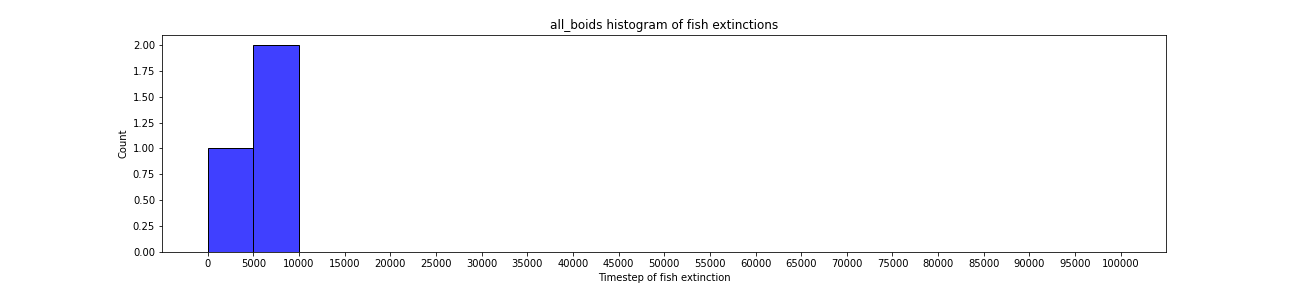 all_boids histogram of fish extinctions
2.00
1.75
1.50
1.25
1.00
0.75
0.50
0.25
0.00
Count
0 5000 10000 15000 20000 25000 30000 35000 40000 45000 50000 55000 60000 65000 70000 75000 80000 85000 90000 95000 100000
Timestep of fish extinction